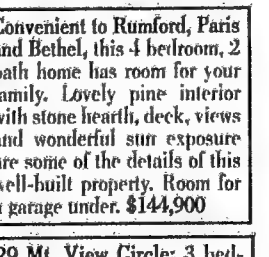 Convenient to Rumford, Paris
and Bethel, this 4 bedroom, 2
bath home has room for your
family. Lovely pine interior
with stone hearth, deck, views
and wonderful sun exposure
are some of the details of this
well-built property. Room for
a garage under. $144,900
29 Mt. View Circle: 3 bed-